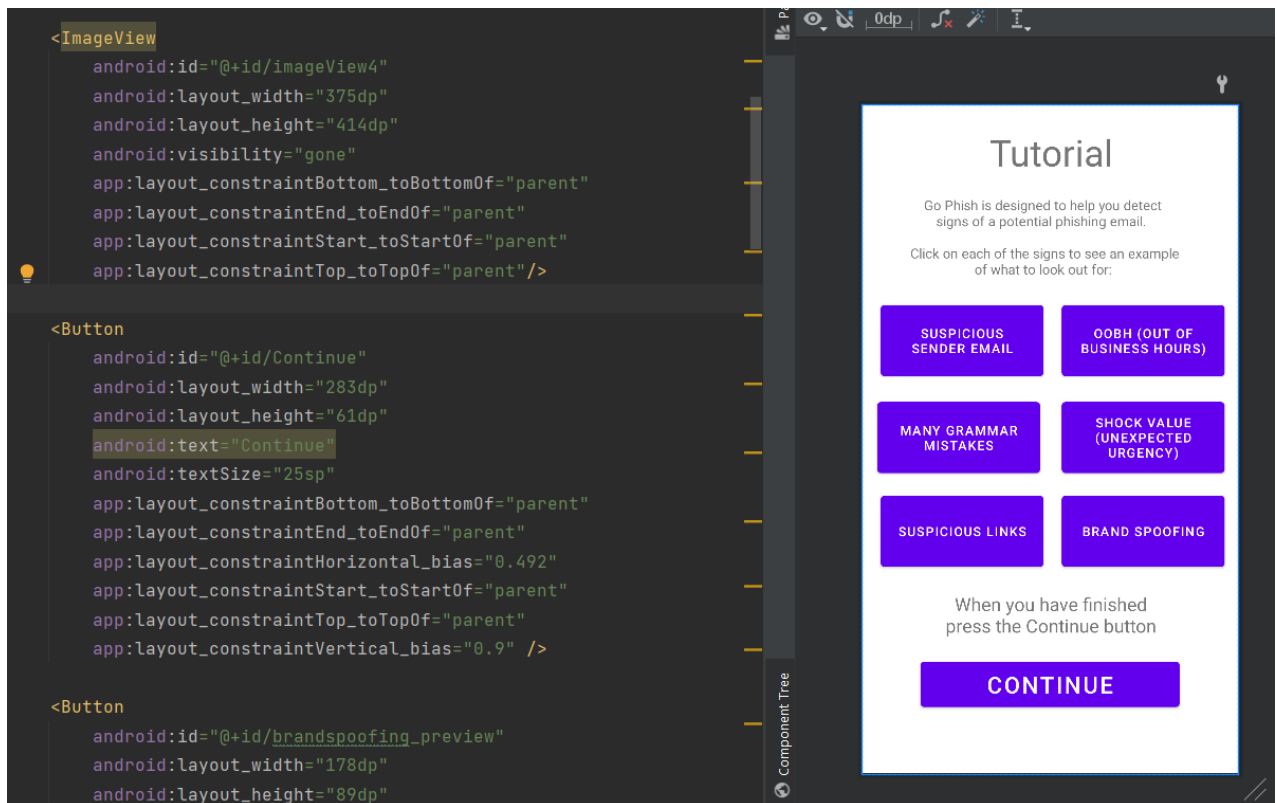 <ImageView
android:id="@+id/imageView4"
android:layout_width="375dp"
android:layout_height="414dp"
android:visibility="gone"
app:layout_constraintBottom_toBottomOf="parent"
app:layout_constraintEnd_toEndOf="parent"
app:layout_constraintStart_toStartOf="parent"
app:layout_constraintTop_toTopOf="parent"/>
<Button
android:id="@+id/Continue"
android:layout_width="283dp"
android:layout_height="61dp"
android:text="Continue"
android:textSize="25sp"
app:layout_constraintBottom_toBottomOf="parent"
app:layout_constraintEnd_toEndOf="parent"
app:layout_constraintHorizontal_bias="0.492"
app:layout_constraintStart_toStartOf="parent"
app:layout_constraintTop_toTopOf="parent"
app:layout_constraintVertical_bias="0.9" />
<Button
android:id="@+id/brandspoofing_preview"
android:layout_width="178dp"
android:layout_height="89dp"
Component Tree
0dp
Tutorial
Go Phish is designed to help you detect
signs of a potential phishing email.
Click on each of the signs to see an example
of what to look out for:
SUSPICIOUS
SENDER EMAIL
OOBH (OUT OF
BUSINESS HOURS)
MANY GRAMMAR
MISTAKES
SHOCK VALUE
(UNEXPECTED
URGENCY)
SUSPICIOUS LINKS
BRAND SPOOFING
When you have finished
press the Continue button
CONTINUE